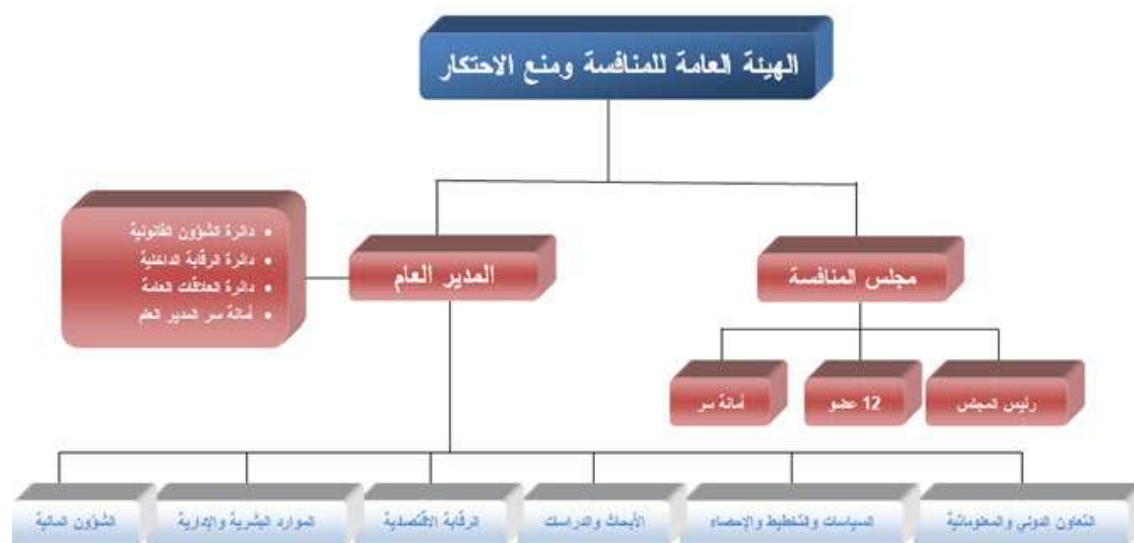 الهيئة العامة للمنافسة ومنع الاحتكار
مجلس المنافسة
المدير العام
دائرة الشؤون القانونية
دائرة الرقابة الداخلية
دائرة العلاقات العامة
أمانة سر المدير العام
رئيس المجلس
12 عضو
أمانة سر
التعاون الدولي والمعلوماتية
السياسات والتخطيط والإحصاء
الأبحاث والدراسات
الرقابة الاقتصادية
الموارد البشرية والإدارية
الشؤون المالية